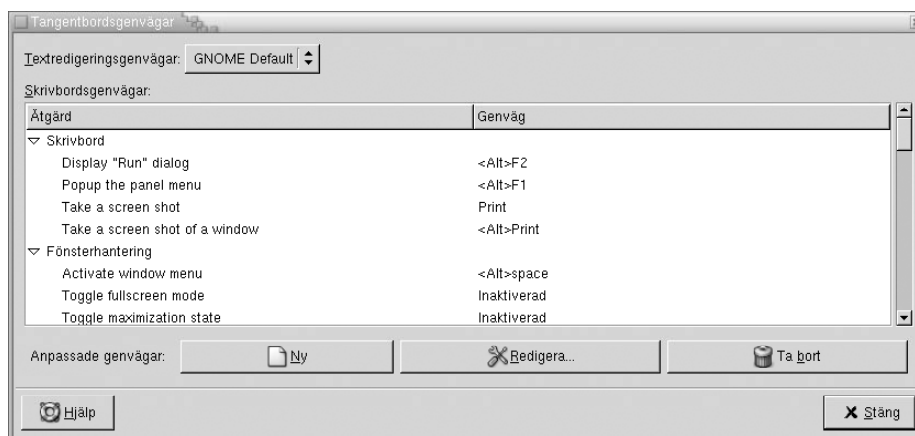 Tangentbordsgenvägar
Textredigeringsgenvägar: GNOME Default
Skrivbordsgenvägar:
Åtgärd Genväg
Skrivbord
Display "Run" dialog <Alt>F2
Popup the panel menu <Alt>F1
Take a screen shot Print
Take a screen shot of a window <Alt>Print
Fönsterhantering
Activate window menu <Alt>space
Toggle fullscreen mode Inaktiverad
Toggle maximization state Inaktiverad
Anpassade genvägar: Ny Redigera... Ta bort
Hjälp Stäng